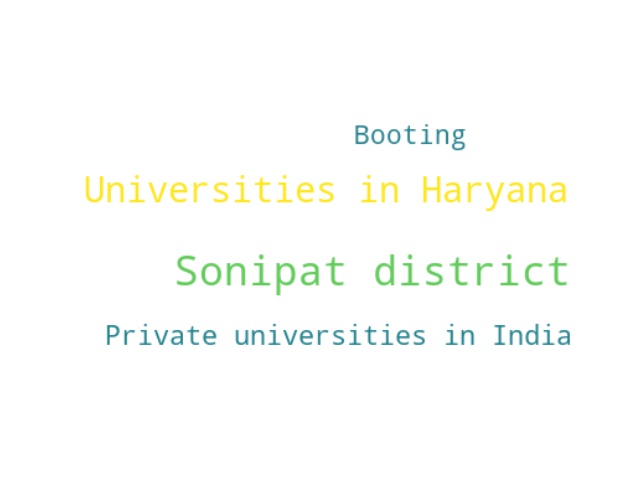 Booting
Universities in Haryana
Sonipat district
Private universities in India